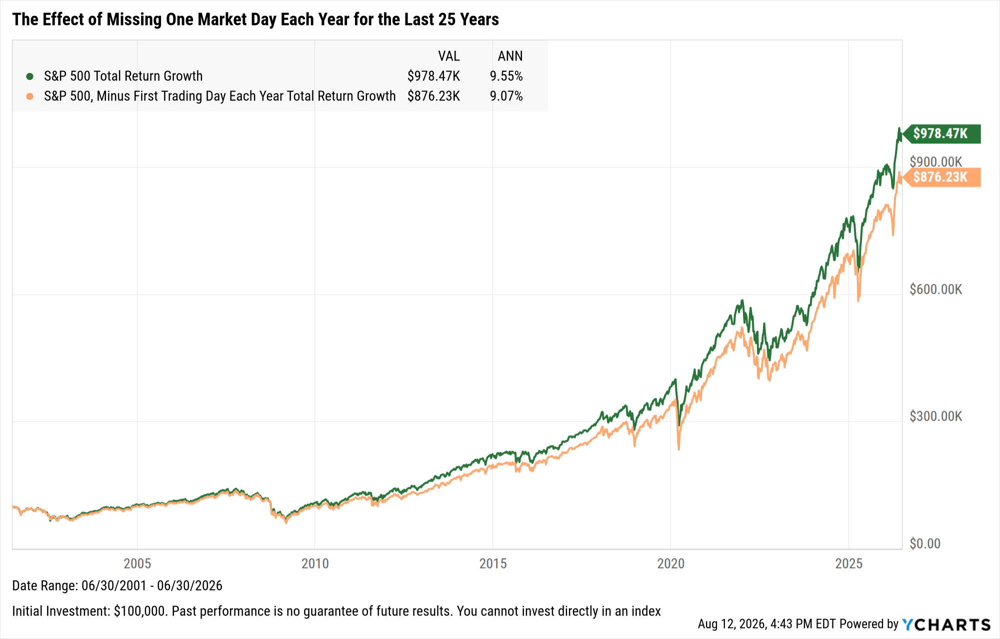 The Effect of Missing One Market Day Each Year for the Last 25 Years
VAL ANN
S&P 500 Total Return Growth $978.47K 9.55%
S&P 500, Minus First Trading Day Each Year Total Return Growth $876.23K 9.07%
$978.47K
$900.00K
$876.23K
$600.00K
$300.00K
$0.00
2005 2010 2015 2020 2025
Date Range: 06/30/2001 - 06/30/2026
Initial Investment: $100,000. Past performance is no guarantee of future results. You cannot invest directly in an index
Aug 12, 2026, 4:43 PM EDT Powered by YCHARTS